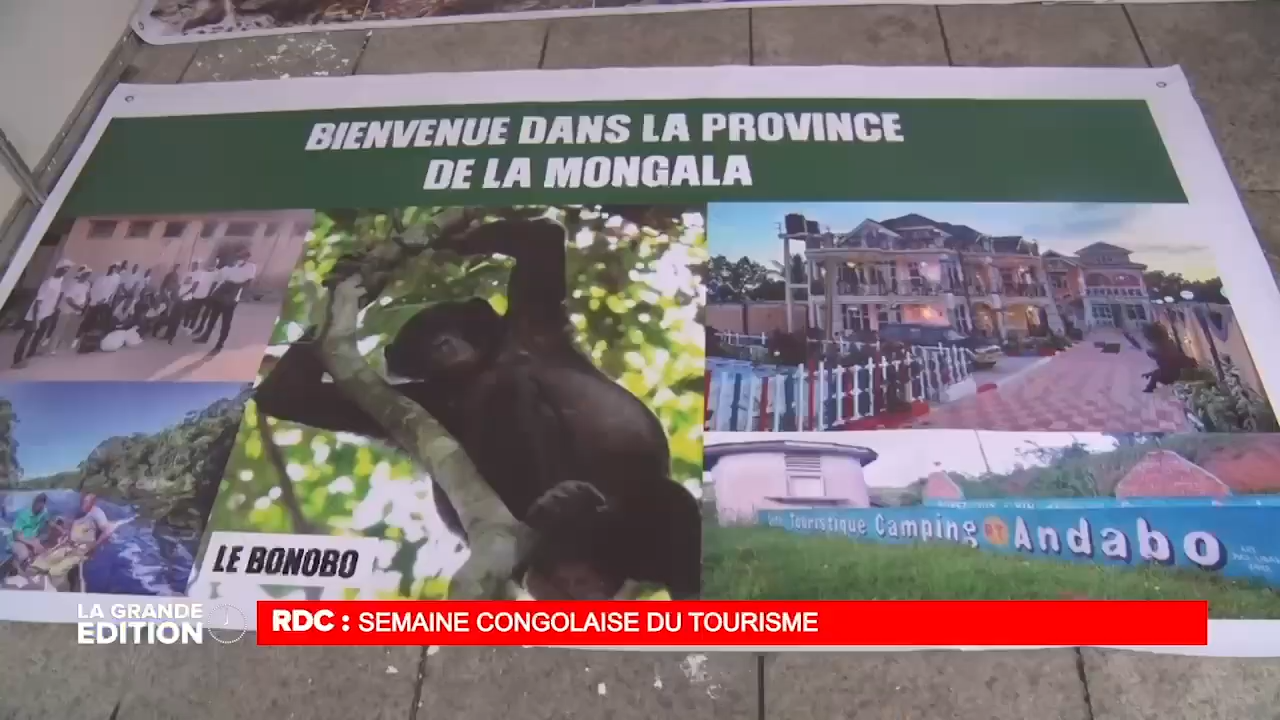 BIENVENUE DANS LA PROVINCE
DE LA MONGALA
LE BONOBO
Touristique Camping
Andabo
LA GRANDE
EDITION
RDC : SEMAINE CONGOLAISE DU TOURISME